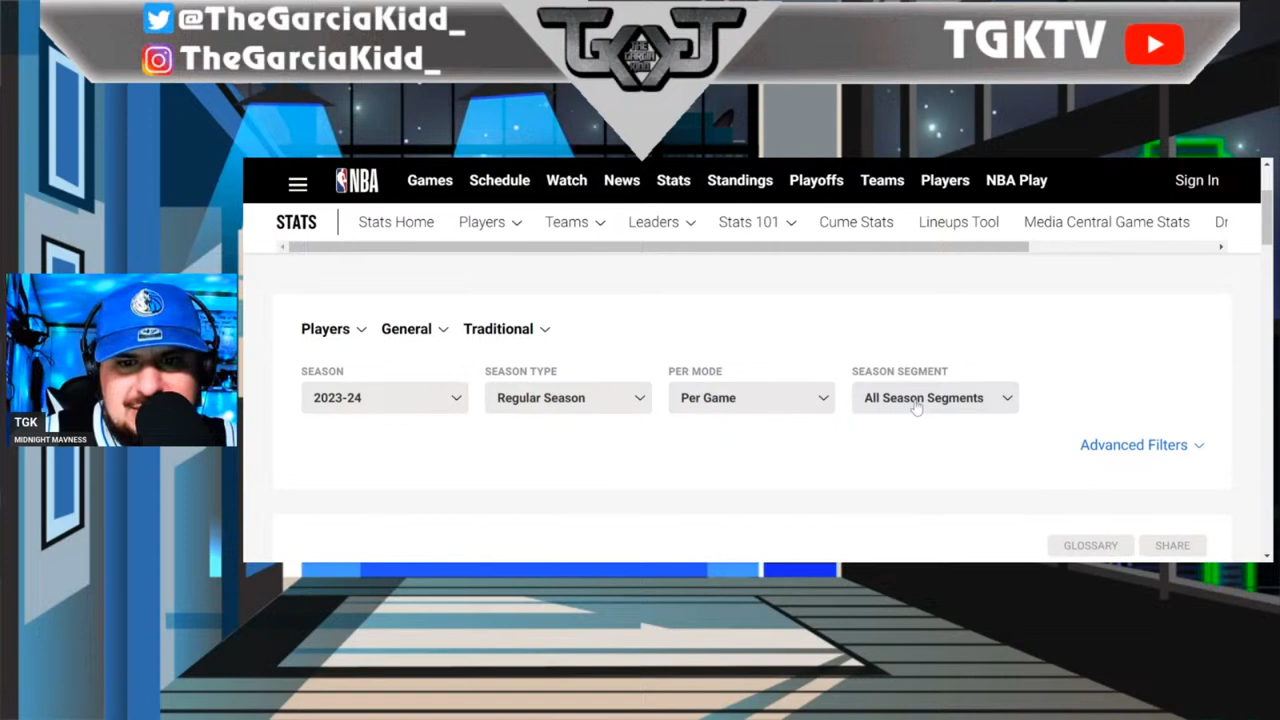 @TheGarciaKidd_
TheGarciaKidd_
TGKTV
NBA Games Schedule Watch News Stats Standings Playoffs Teams Players NBA Play Sign In
STATS Stats Home Players Teams Leaders Stats 101 Cume Stats Lineups Tool Media Central Game Stats Dr
Players General Traditional
SEASON SEASON TYPE PER MODE SEASON SEGMENT
2023-24 Regular Season Per Game All Season Segments
Advanced Filters
GLOSSARY SHARE
TGK
MIDNIGHT MAVNESS